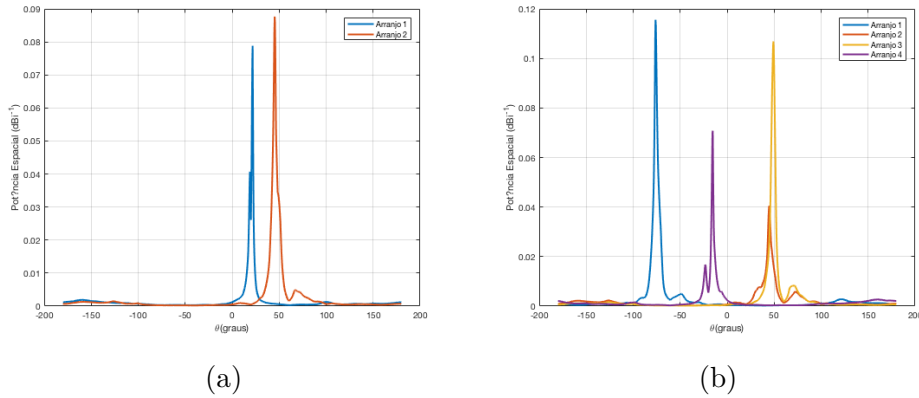 0.09
0.08
0.07
0.06
0.05
0.04
0.03
0.02
0.01
0
Pot?ncia Espacial (dBi⁻¹)
-200
-150
-100
-50
0
50
100
150
200
θ(graus)
Arranjo 1
Arranjo 2
(a)
0.12
0.1
0.08
0.06
0.04
0.02
0
Pot?ncia Espacial (dBi⁻¹)
-200
-150
-100
-50
0
50
100
150
200
θ(graus)
Arranjo 1
Arranjo 2
Arranjo 3
Arranjo 4
(b)